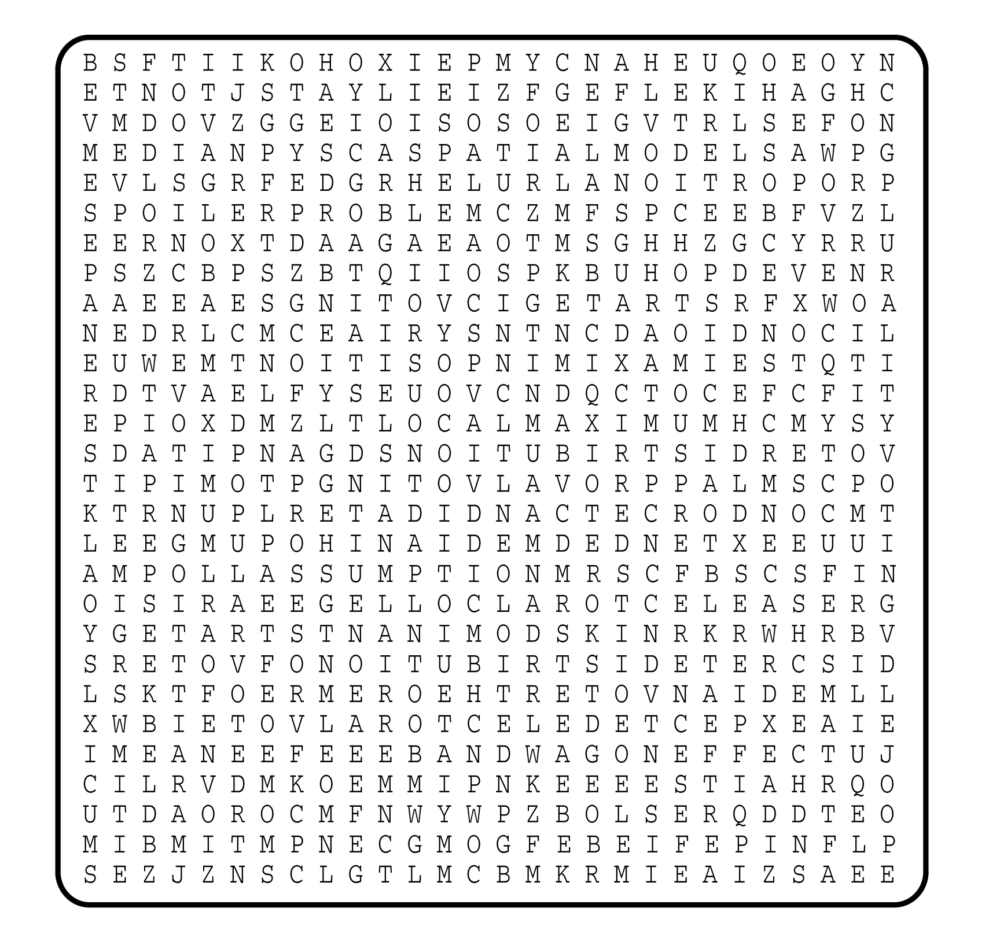 B S F T I I K O H O X I E P M Y C N A H E U Q O E O Y N
E T N O T J S T A Y L I E I Z F G E F L E K I H A G H C
V M D O V Z G G E I O I S O S O E I G V T R L S E F O N
M E D I A N P Y S C A S P A T I A L M O D E L S A W P G
E V L S G R F E D G R H E L U R L A N O I T R O P O R P
S P O I L E R P R O B L E M C Z M F S P C E E B F V Z L
E E R N O X T D A A G A E A O T M S G H H Z G C Y R R U
P S Z C B P S Z B T Q I I O S P K B U H O P D E V E N R
A A E E A E S G N I T O V C I G E T A R T S R F X W O A
N E D R L C M C E A I R Y S N T N C D A O I D N O C I L
E U W E M T N O I T I S O P N I M I X A M I E S T Q T I
R D T V A E L F Y S E U O V C N D Q C T O C E F C F I T
E P I O X D M Z L T L O C A L M A X I M U M H C M Y S Y
S D A T I P N A G D S N O I T U B I R T S I D R E T O V
T I P I M O T P G N I T O V L A V O R P P A L M S C P O
K T R N U P L R E T A D I D N A C T E C R O D N O C M T
L E E G M U P O H I N A I D E M D E D N E T X E E U U I
A M P O L L A S S U M P T I O N M R S C F B S C S F I N
O I S I R A E E G E L L O C L A R O T C E L E A S E R G
Y G E T A R T S T N A N I M O D S K I N R K R W H R B V
S R E T O V F O N O I T U B I R T S I D E T E R C S I D
L S K T F O E R M E R O E H T R E T O V N A I D E M L L
X W B I E T O V L A R O T C E L E D E T C E P X E A I E
I M E A N E E F E E E B A N D W A G O N E F F E C T U J
C I L R V D M K O E M M I P N K E E E E S T I A H R Q O
U T D A O R O C M F N W Y W P Z B O L S E R Q D D T E O
M I B M I T M P N E C G M O G F E B E I F E P I N F L P
S E Z J Z N S C L G T L M C B M K R M I E A I Z S A E E